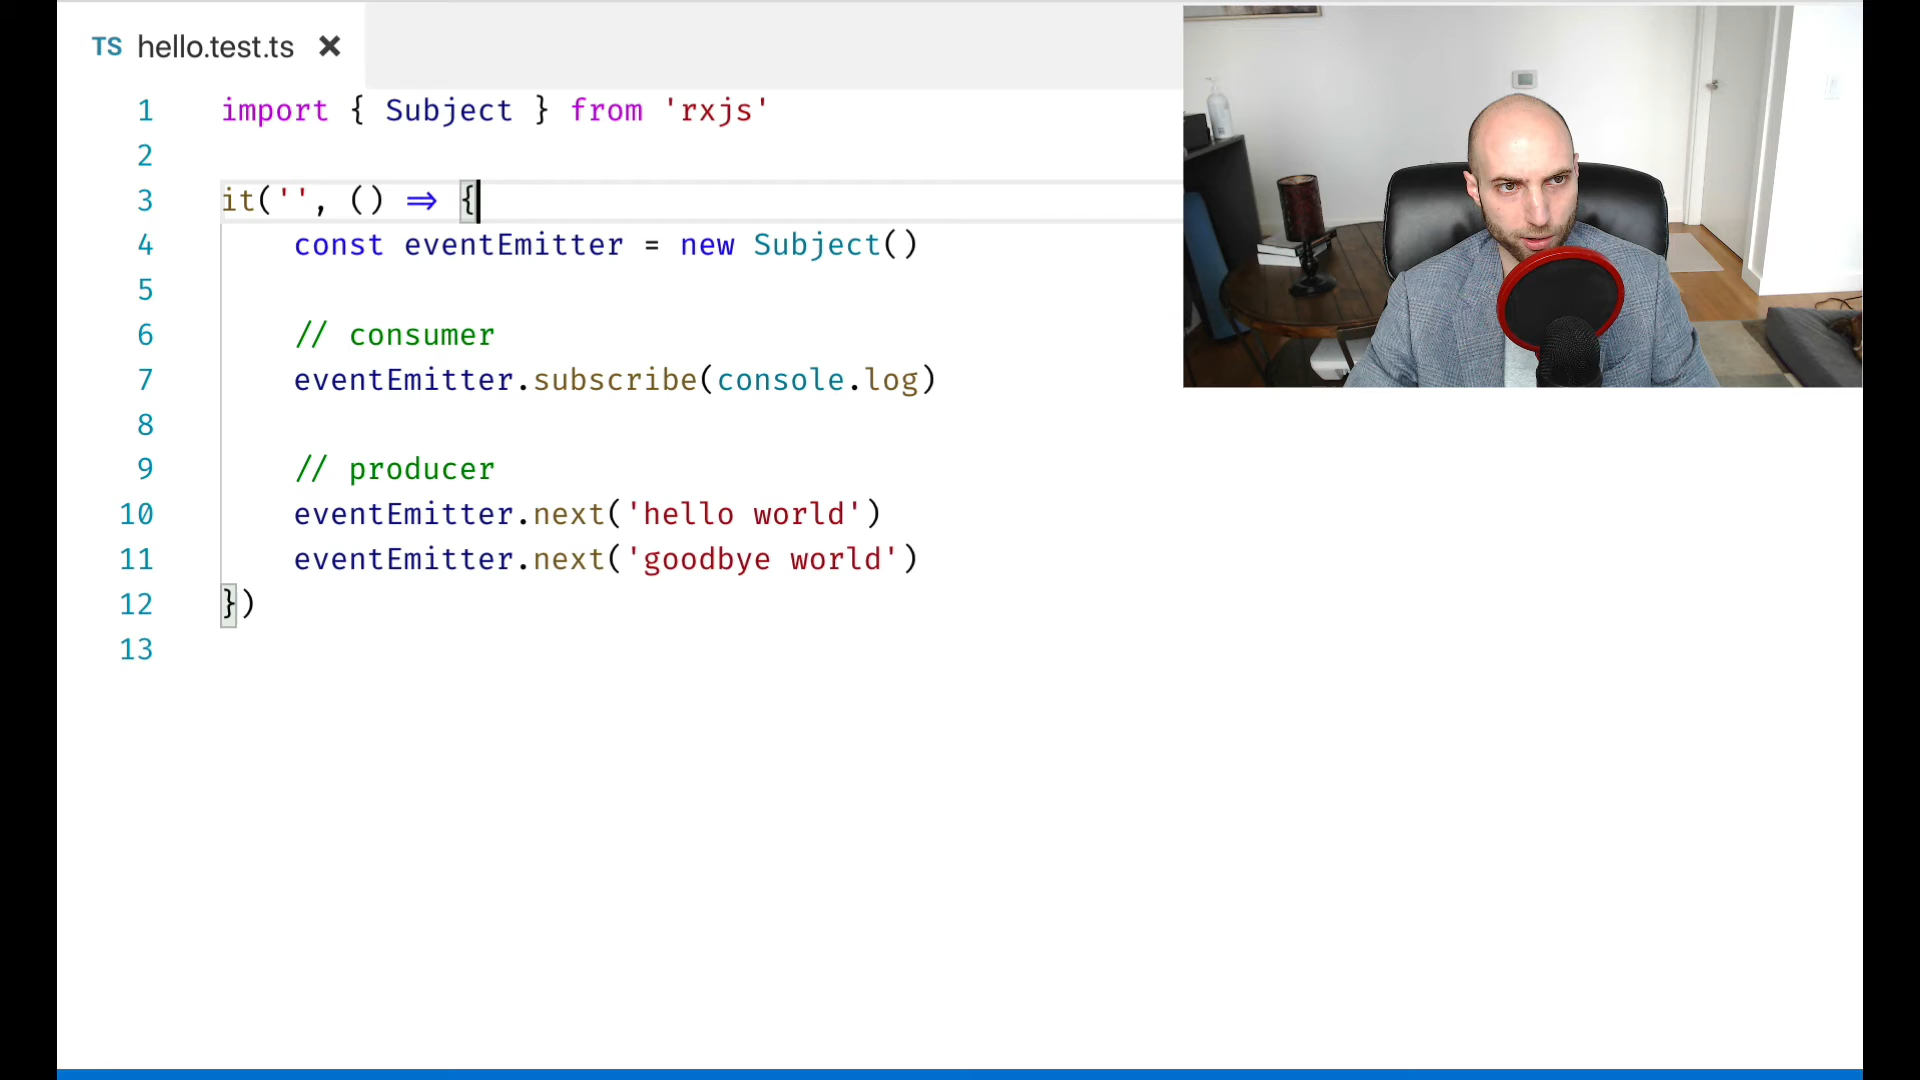 TS hello.test.ts ×
1 import { Subject } from 'rxjs'
2
3 it('', () => {
4 const eventEmitter = new Subject()
5
6 // consumer
7 eventEmitter.subscribe(console.log)
8
9 // producer
10 eventEmitter.next('hello world')
11 eventEmitter.next('goodbye world')
12 })
13